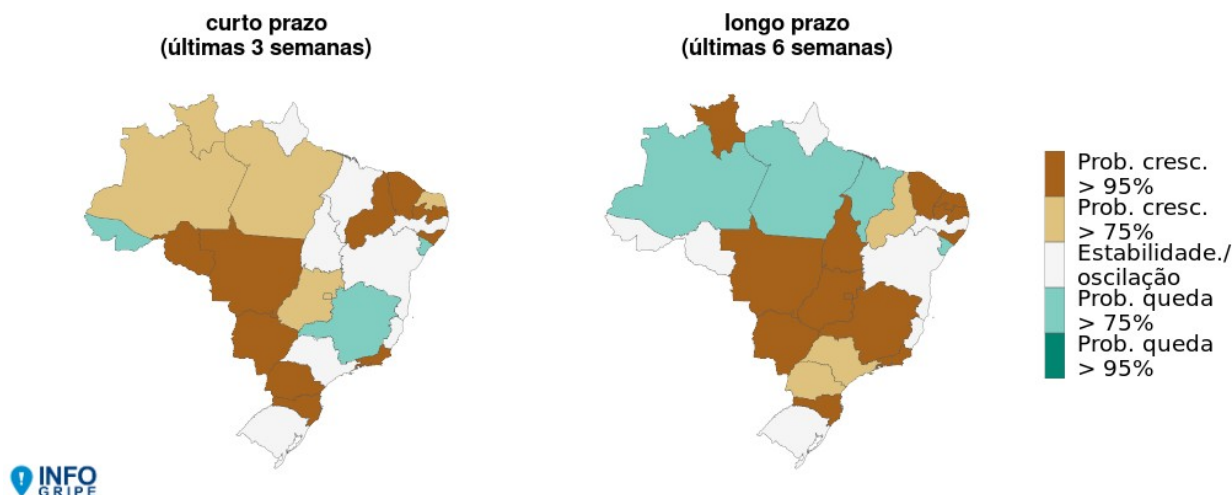 curto prazo
(últimas 3 semanas)
longo prazo
(últimas 6 semanas)
Prob. cresc.
> 95%
Prob. cresc.
> 75%
Estabilidade./
oscilação
Prob. queda
> 75%
Prob. queda
> 95%
INFO
GRIPE